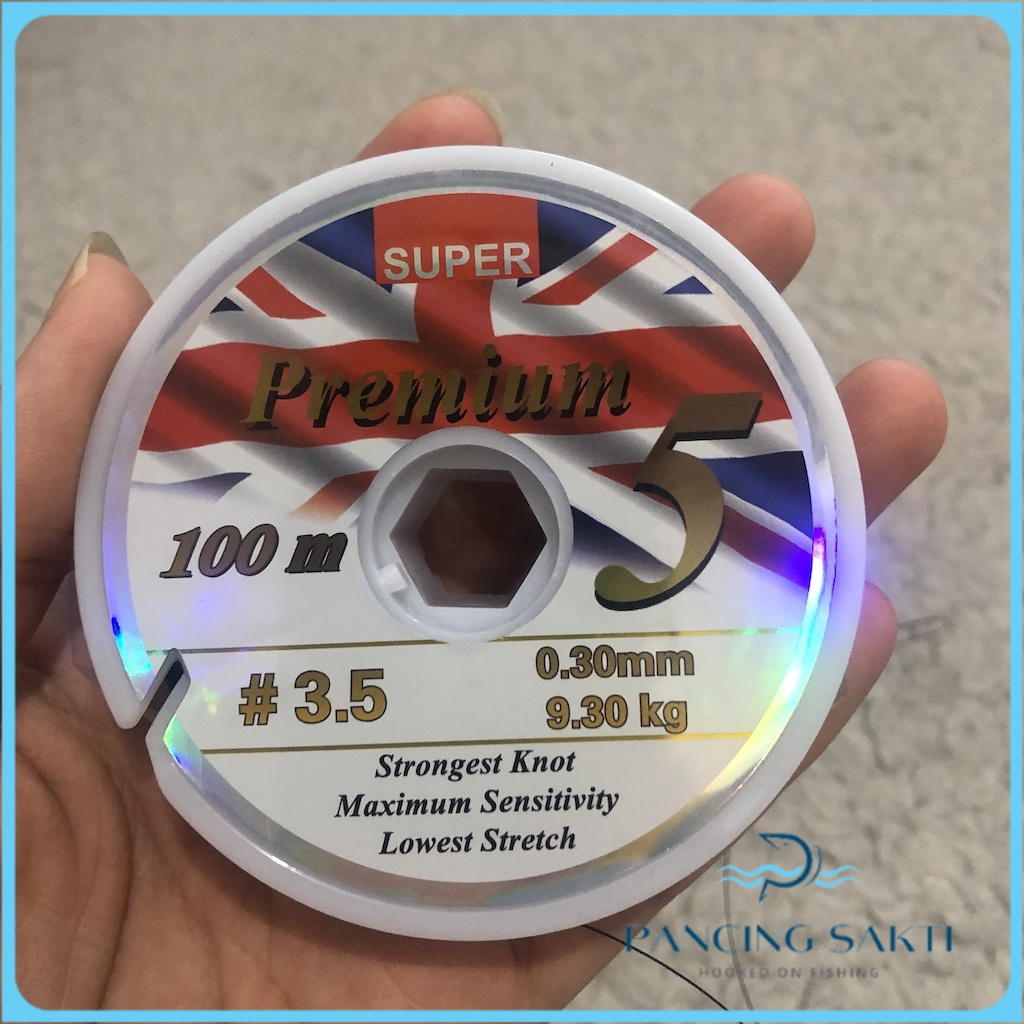 SUPER
Premium
5
100 m
# 3.5
0.30mm
9.30 kg
Strongest Knot
Maximum Sensitivity
Lowest Stretch
PANCING SAKTI
HOOKED ON FISHING